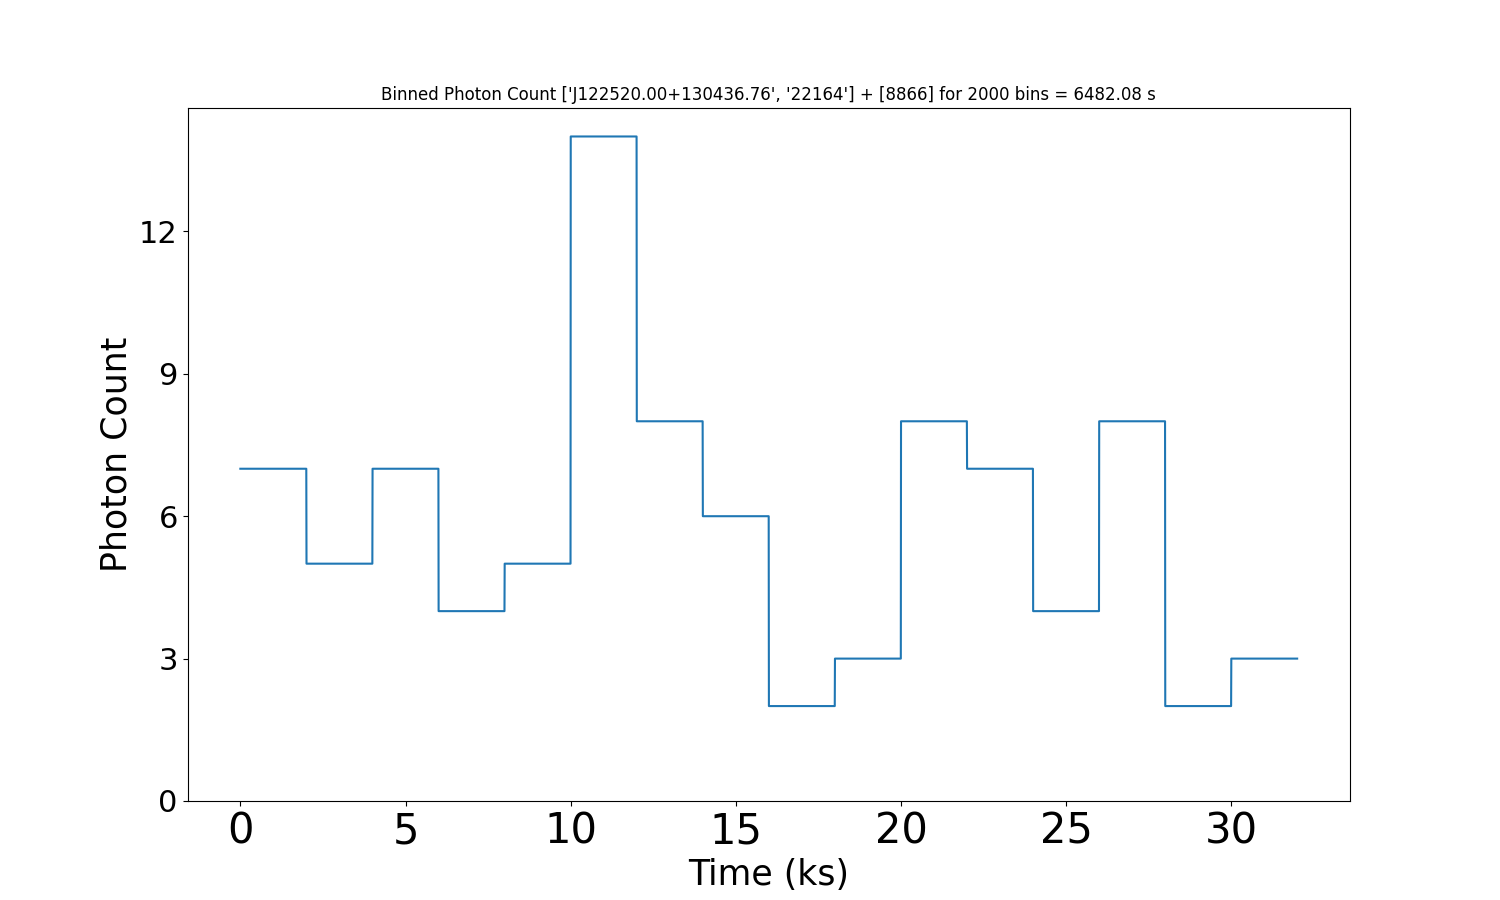 Binned Photon Count ['J122520.00+130436.76', '22164'] + [8866] for 2000 bins = 6482.08 s
12
9
6
3
0
Photon Count
0 5 10 15 20 25 30
Time (ks)